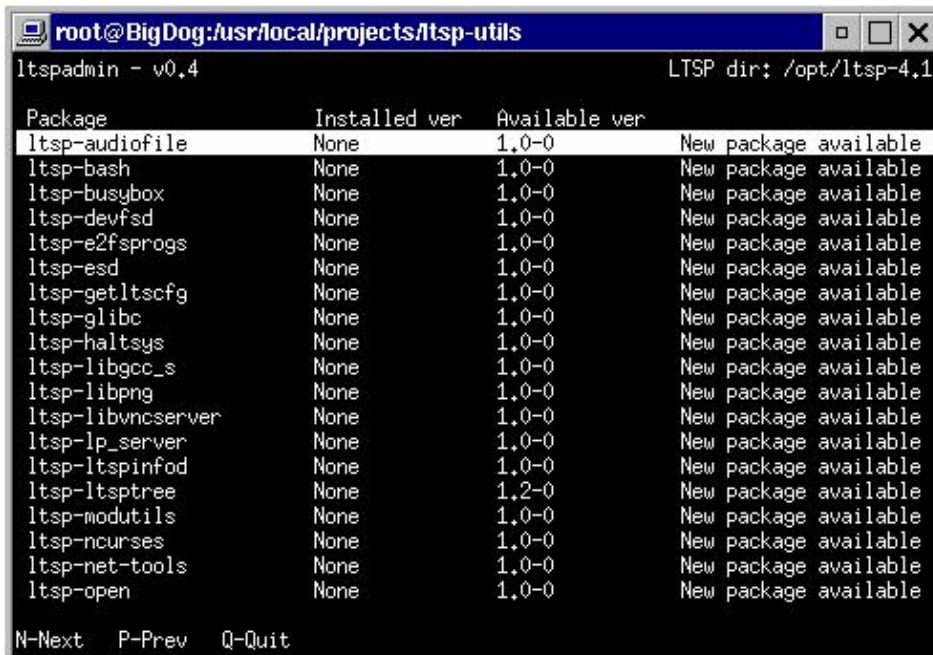 root@BigDog:/usr/local/projects/ltsp-utils
ltspadmin - v0.4 LTSP dir: /opt/ltsp-4.1
Package Installed ver Available ver
ltsp-audiofile None 1.0-0 New package available
ltsp-bash None 1.0-0 New package available
ltsp-busybox None 1.0-0 New package available
ltsp-devfsd None 1.0-0 New package available
ltsp-e2fsprogs None 1.0-0 New package available
ltsp-esd None 1.0-0 New package available
ltsp-getltscfg None 1.0-0 New package available
ltsp-glibc None 1.0-0 New package available
ltsp-haltsys None 1.0-0 New package available
ltsp-libgcc_s None 1.0-0 New package available
ltsp-libpng None 1.0-0 New package available
ltsp-libvncserver None 1.0-0 New package available
ltsp-lp_server None 1.0-0 New package available
ltsp-ltspinfod None 1.0-0 New package available
ltsp-ltsptree None 1.2-0 New package available
ltsp-modutils None 1.0-0 New package available
ltsp-ncurses None 1.0-0 New package available
ltsp-net-tools None 1.0-0 New package available
ltsp-open None 1.0-0 New package available
N-Next P-Prev Q-Quit